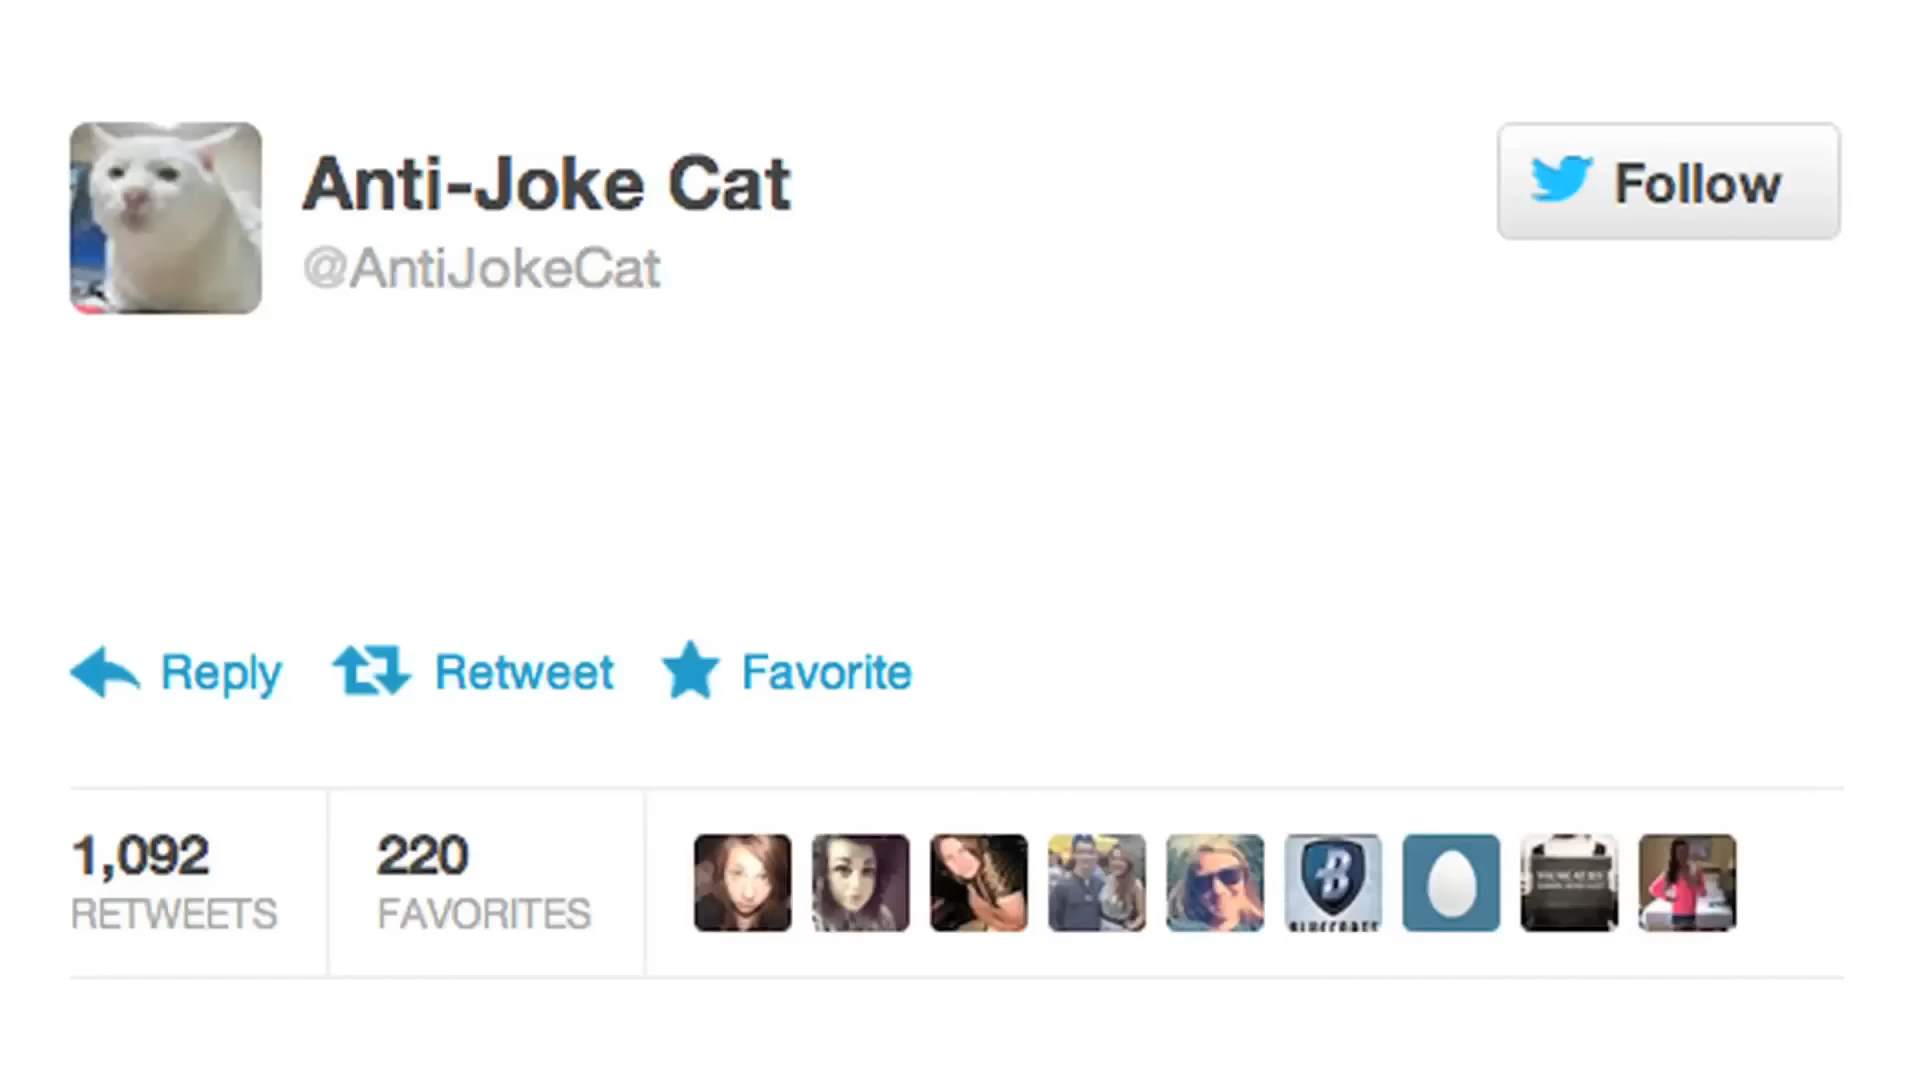 Anti-Joke Cat
@AntiJokeCat
Follow
Reply Retweet Favorite
1,092
RETWEETS
220
FAVORITES